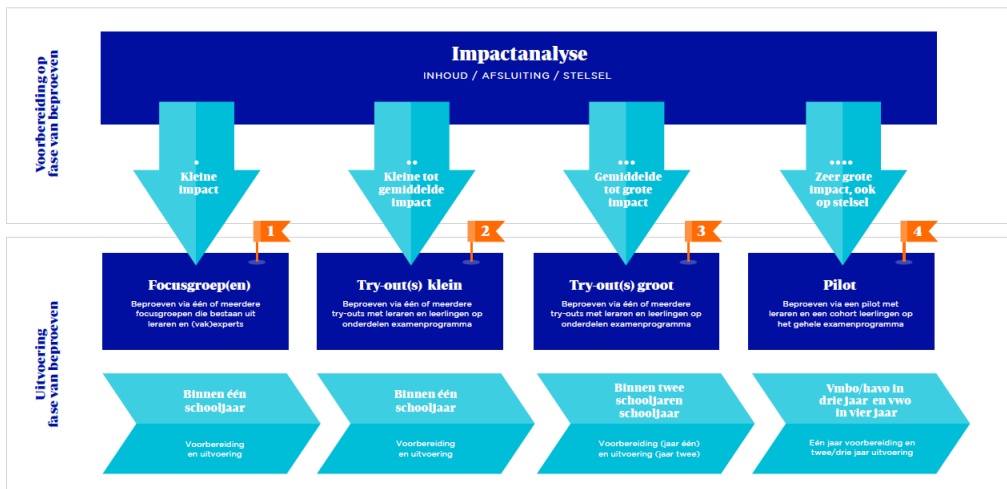 Voorbereiding op
fase van beproeven
Impactanalyse
INHOUD / AFSLUITING / STELSEL
Kleine
impact
Kleine tot
gemiddelde
impact
Gemiddelde
tot grote
impact
Zeer grote
impact, ook
op stelsel
Uitvoering
fase van beproeven
1
Focusgroep(en)
Beproeven via één of meerdere
focusgroepen die bestaan uit
leraren en (vak)experts
2
Try-out(s) klein
Beproeven via één of meerdere
try-outs met leraren en leerlingen op
onderdelen examenprogramma
3
Try-out(s) groot
Beproeven via één of meerdere
try-outs met leraren en leerlingen op
onderdelen examenprogramma
4
Pilot
Beproeven via een pilot met
leraren en een cohort leerlingen op
het gehele examenprogramma
Binnen één
schooljaar
Voorbereiding
en uitvoering
Binnen één
schooljaar
Voorbereiding
en uitvoering
Binnen twee
schooljaren
schooljaar
Voorbereiding (jaar één)
en uitvoering (jaar twee)
Vmbo/havo in
drie jaar en vwo
in vier jaar
Eén jaar voorbereiding en
twee/drie jaar uitvoering